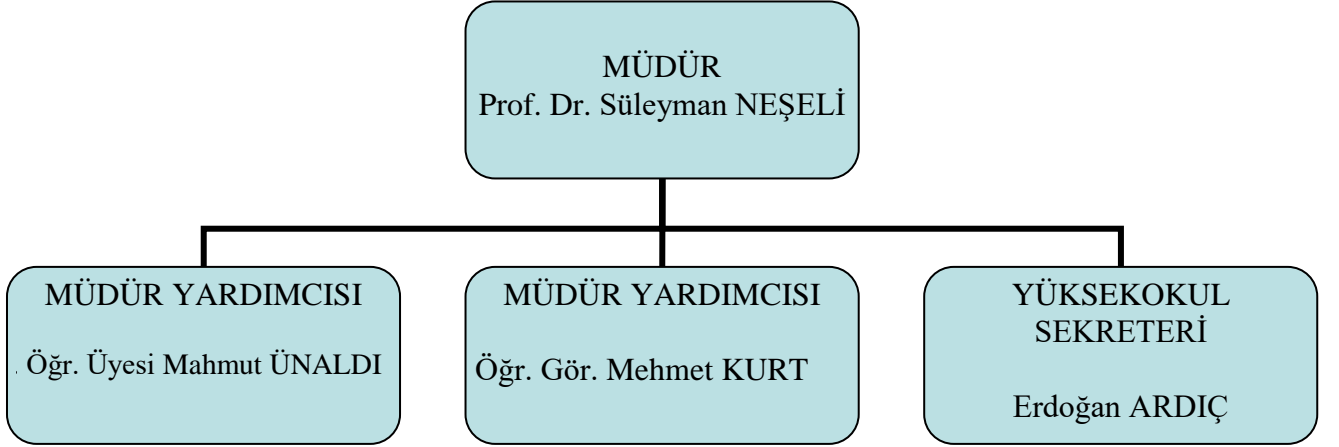 MÜDÜR
Prof. Dr. Süleyman NEŞELİ
MÜDÜR YARDIMCISI
. Öğr. Üyesi Mahmut ÜNALDI
MÜDÜR YARDIMCISI
Öğr. Gör. Mehmet KURT
YÜKSEKOKUL
SEKRETERİ
Erdoğan ARDIÇ